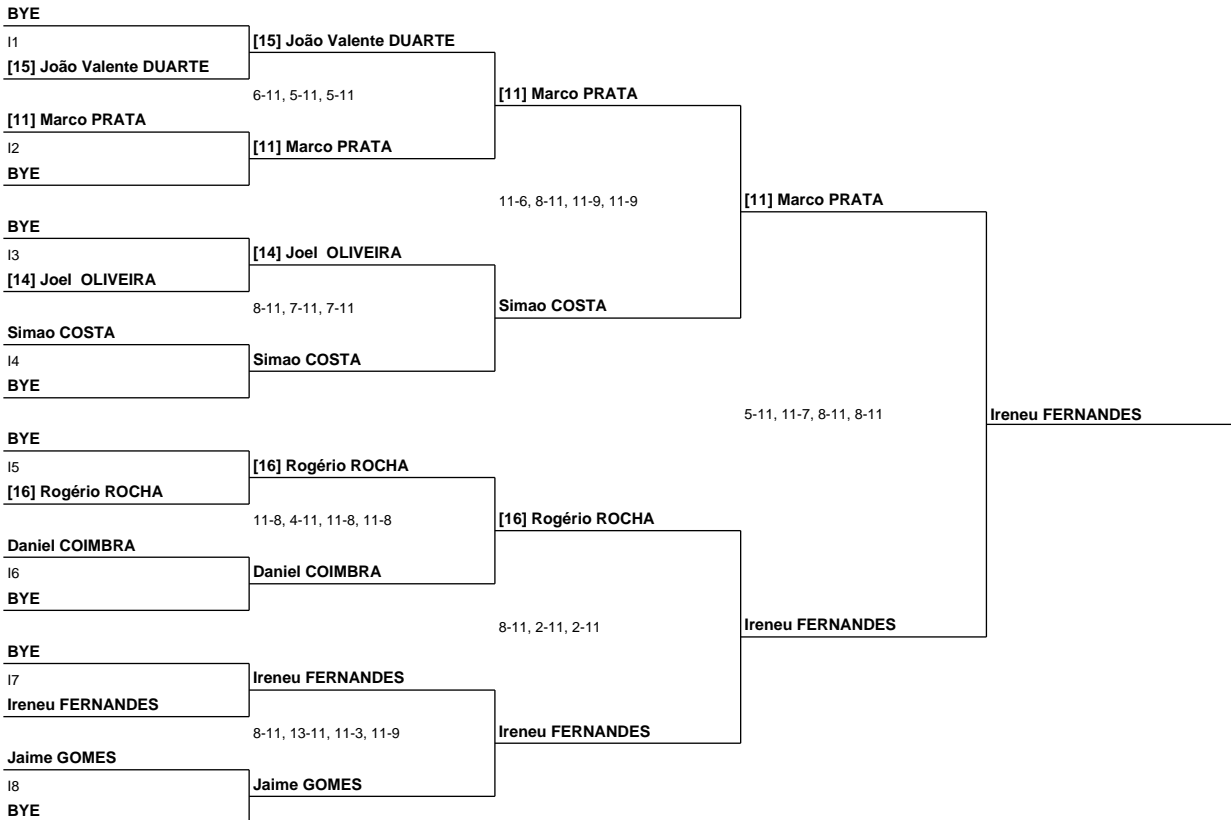 BYE
I1
[15] João Valente DUARTE
[15] João Valente DUARTE
6-11, 5-11, 5-11
[11] Marco PRATA
[11] Marco PRATA
I2
[11] Marco PRATA
BYE
11-6, 8-11, 11-9, 11-9
[11] Marco PRATA
BYE
I3
[14] Joel  OLIVEIRA
[14] Joel  OLIVEIRA
8-11, 7-11, 7-11
Simao COSTA
Simao COSTA
I4
Simao COSTA
BYE
5-11, 11-7, 8-11, 8-11
Ireneu FERNANDES
BYE
I5
[16] Rogério ROCHA
[16] Rogério ROCHA
11-8, 4-11, 11-8, 11-8
[16] Rogério ROCHA
Daniel COIMBRA
I6
Daniel COIMBRA
BYE
8-11, 2-11, 2-11
Ireneu FERNANDES
BYE
I7
Ireneu FERNANDES
Ireneu FERNANDES
8-11, 13-11, 11-3, 11-9
Ireneu FERNANDES
Jaime GOMES
I8
Jaime GOMES
BYE